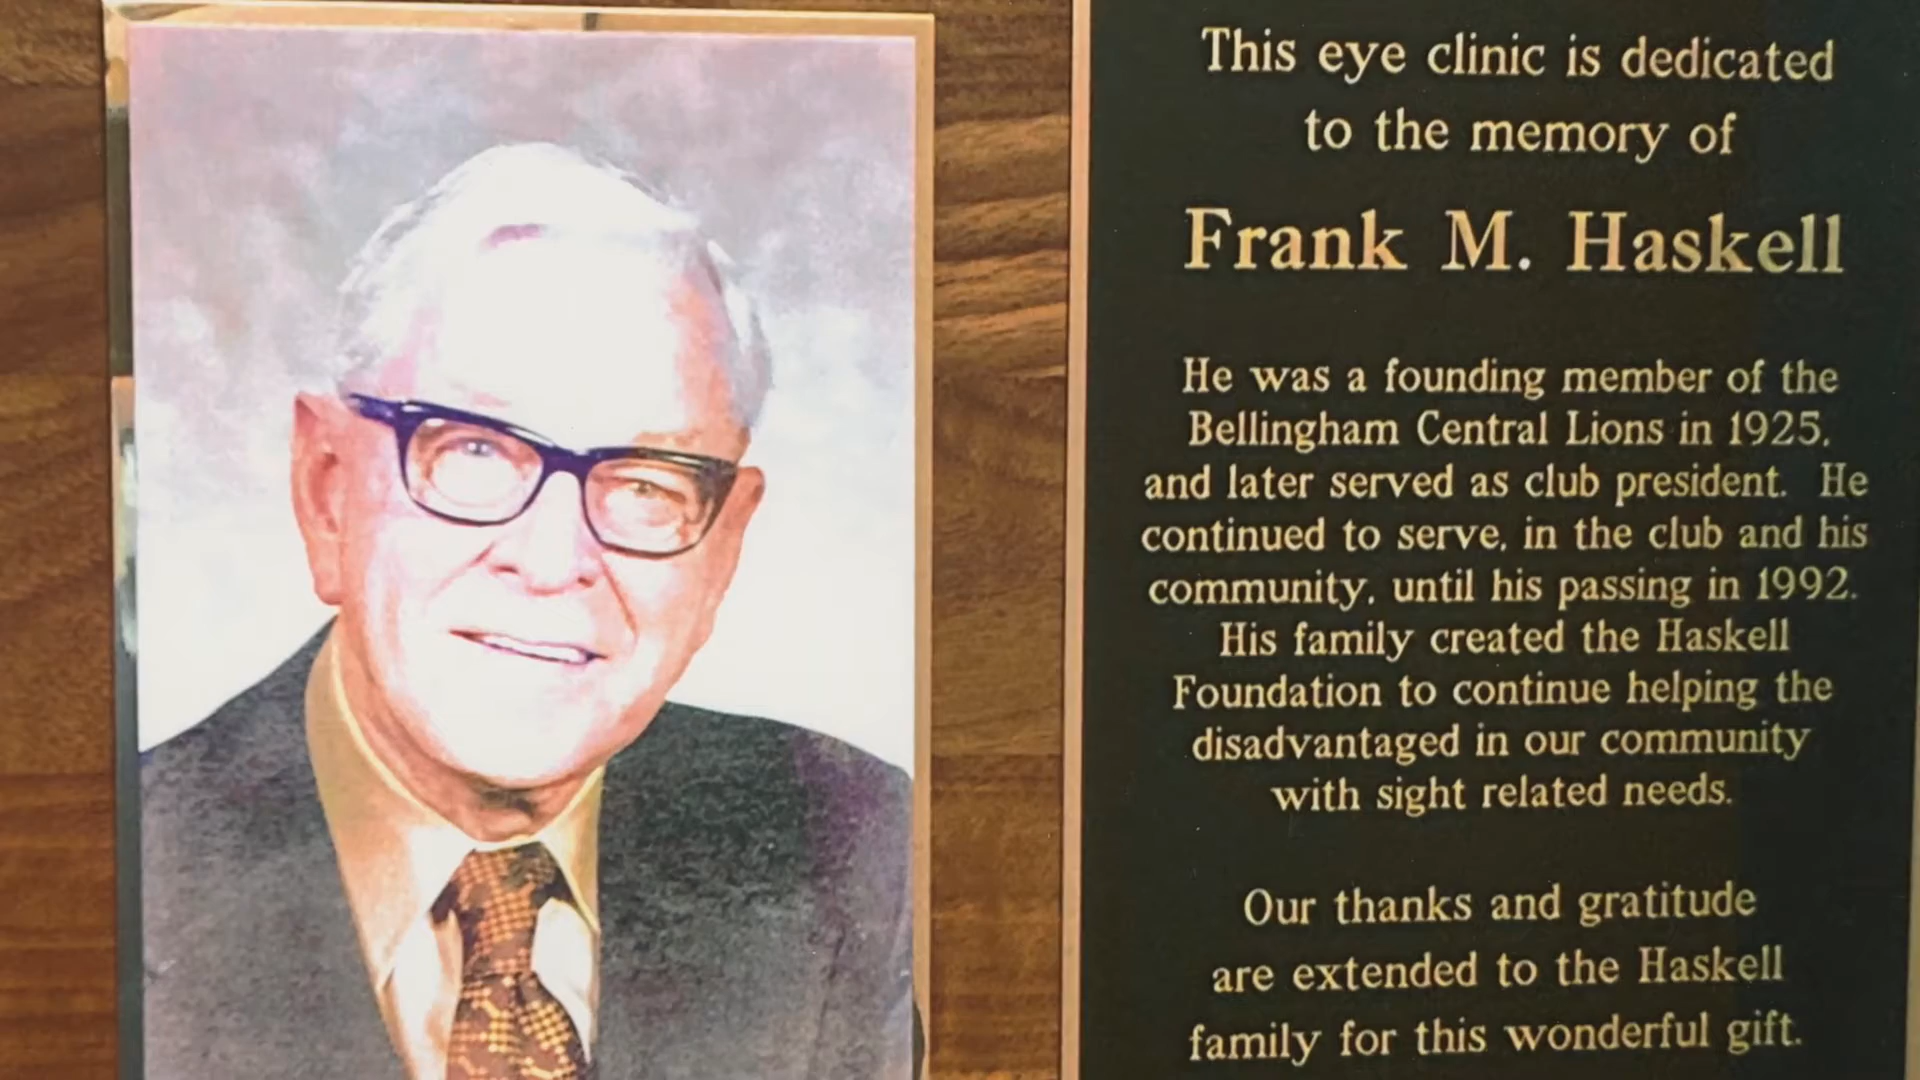 This eye clinic is dedicated
to the memory of
Frank M. Haskell
He was a founding member of the
Bellingham Central Lions in 1925,
and later served as club president. He
continued to serve, in the club and his
community, until his passing in 1992.
His family created the Haskell
Foundation to continue helping the
disadvantaged in our community
with sight related needs.
Our thanks and gratitude
are extended to the Haskell
family for this wonderful gift.